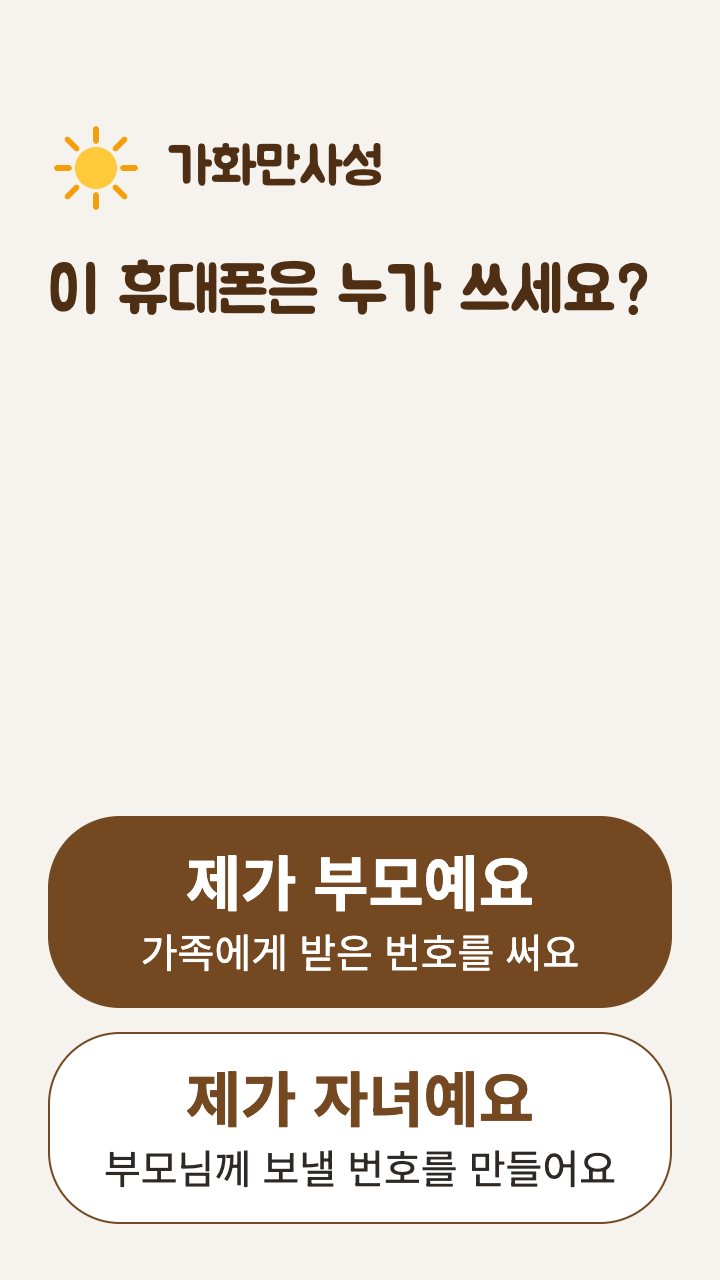 가화만사성
이 휴대폰은 누가 쓰세요?
제가 부모예요
가족에게 받은 번호를 써요
제가 자녀예요
부모님께 보낼 번호를 만들어요